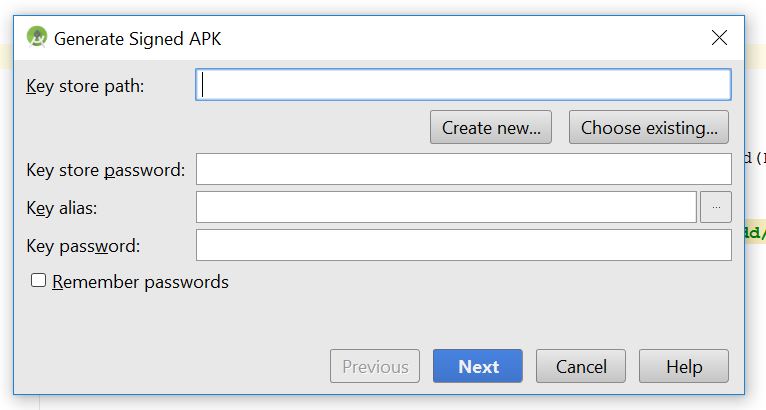 Generate Signed APK
Key store path:
Create new... Choose existing...
d(
Key store password:
Key alias: ...
dd/
Key password:
Remember passwords
Previous Next Cancel Help